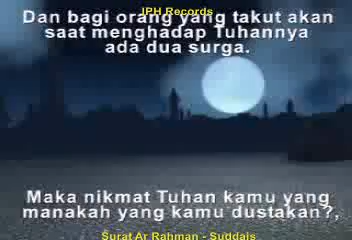 JPH Records
Dan bagi orang yang takut akan
saat menghadap Tuhannya
ada dua surga.
Maka nikmat Tuhan kamu yang
manakah yang kamu dustakan?,
Surat Ar Rahman - Suddais